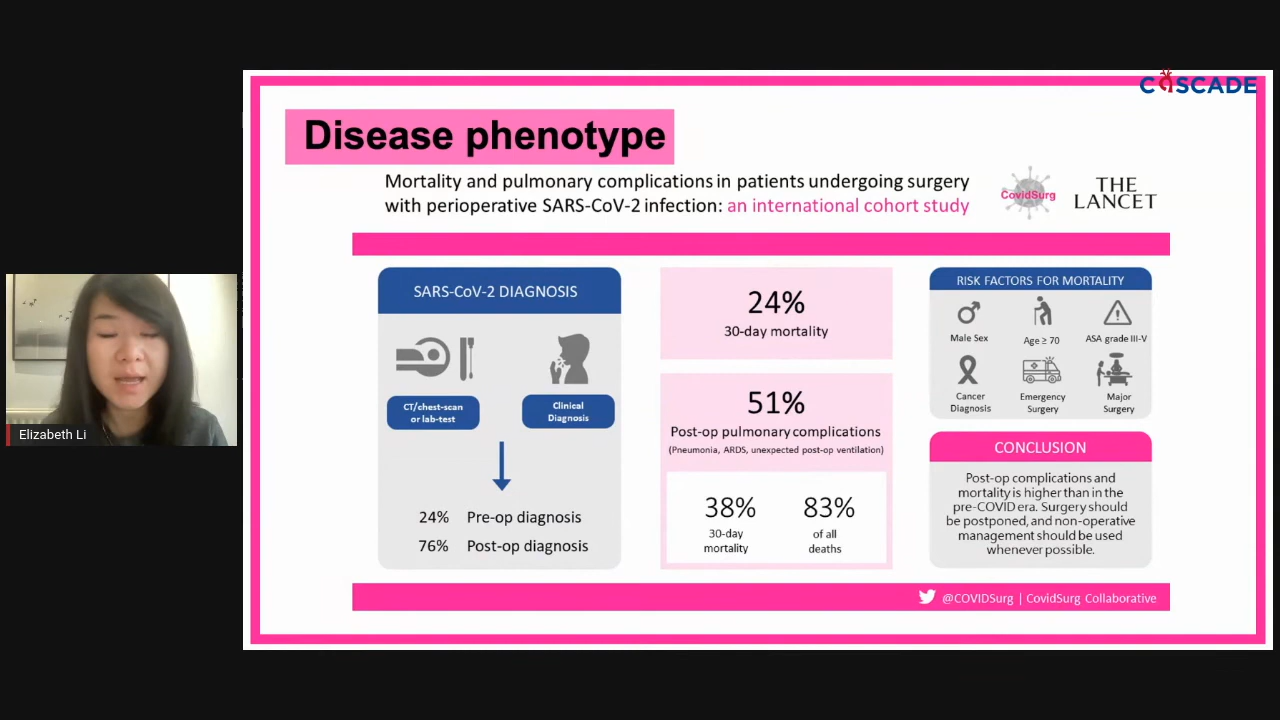 CASCADE
Disease phenotype
Mortality and pulmonary complications in patients undergoing surgery
with perioperative SARS-CoV-2 infection: an international cohort study
CovidSurg
THE
LANCET
SARS-CoV-2 DIAGNOSIS
CT/chest-scan
or lab-test
Clinical
Diagnosis
24% Pre-op diagnosis
76% Post-op diagnosis
24%
30-day mortality
51%
Post-op pulmonary complications
(Pneumonia, ARDS, unexpected post-op ventilation)
38%
30-day
mortality
83%
of all
deaths
RISK FACTORS FOR MORTALITY
Male Sex
Age ≥ 70
ASA grade III-V
Cancer
Diagnosis
Emergency
Surgery
Major
Surgery
CONCLUSION
Post-op complications and
mortality is higher than in the
pre-COVID era. Surgery should
be postponed, and non-operative
management should be used
whenever possible.
@COVIDSurg | CovidSurg Collaborative
Elizabeth Li